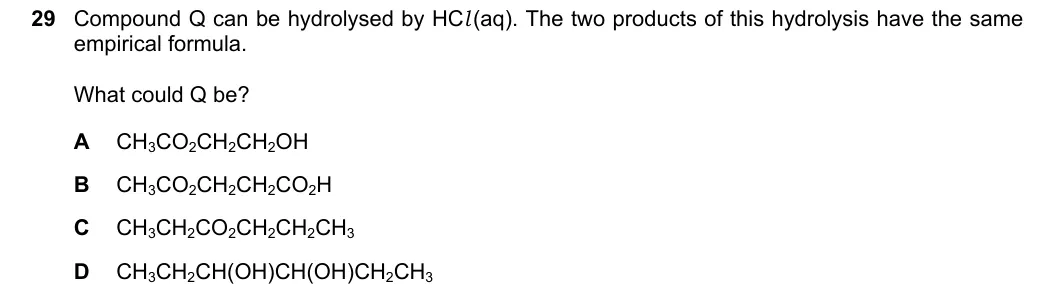 29 Compound Q can be hydrolysed by HCl(aq). The two products of this hydrolysis have the same
empirical formula.
What could Q be?
A CH₃CO₂CH₂CH₂OH
B CH₃CO₂CH₂CH₂CO₂H
C CH₃CH₂CO₂CH₂CH₂CH₃
D CH₃CH₂CH(OH)CH(OH)CH₂CH₃